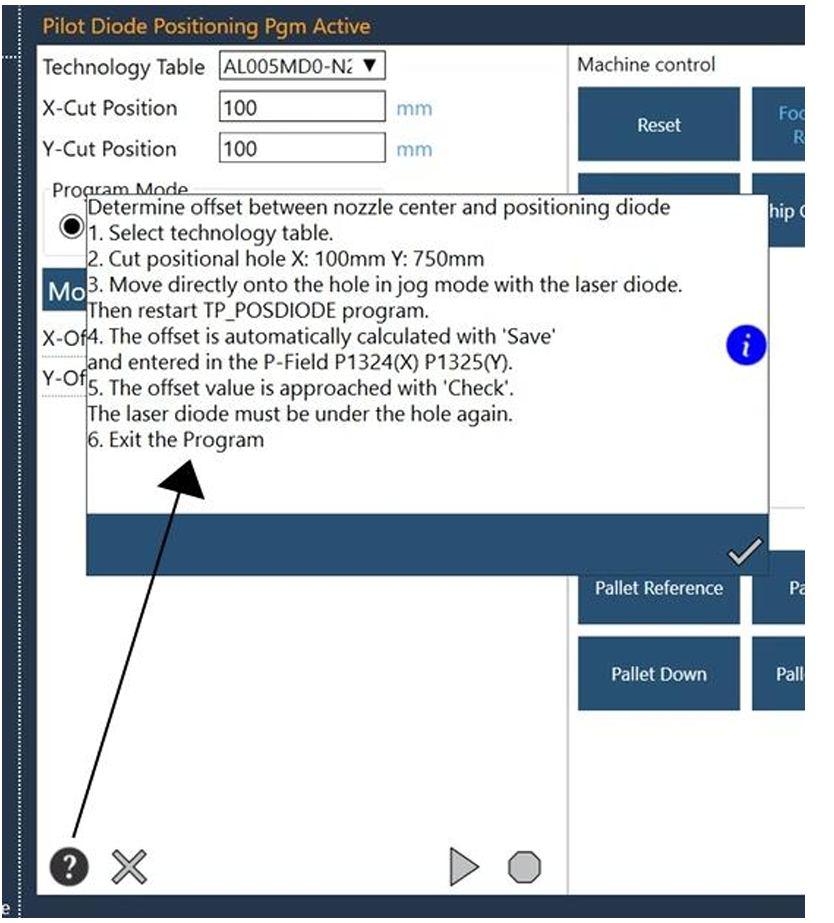 Pilot Diode Positioning Pgm Active
Technology Table AL005MD0-N2
X-Cut Position 100 mm
Y-Cut Position 100 mm
Program Mode
Machine control
Reset
Determine offset between nozzle center and positioning diode
1. Select technology table.
2. Cut positional hole X: 100mm Y: 750mm
3. Move directly onto the hole in jog mode with the laser diode.
Then restart TP_POSDIODE program.
4. The offset is automatically calculated with 'Save'
and entered in the P-Field P1324(X) P1325(Y).
5. The offset value is approached with 'Check'.
The laser diode must be under the hole again.
6. Exit the Program
X-Of
Y-Of
Pallet Reference
Pallet Down